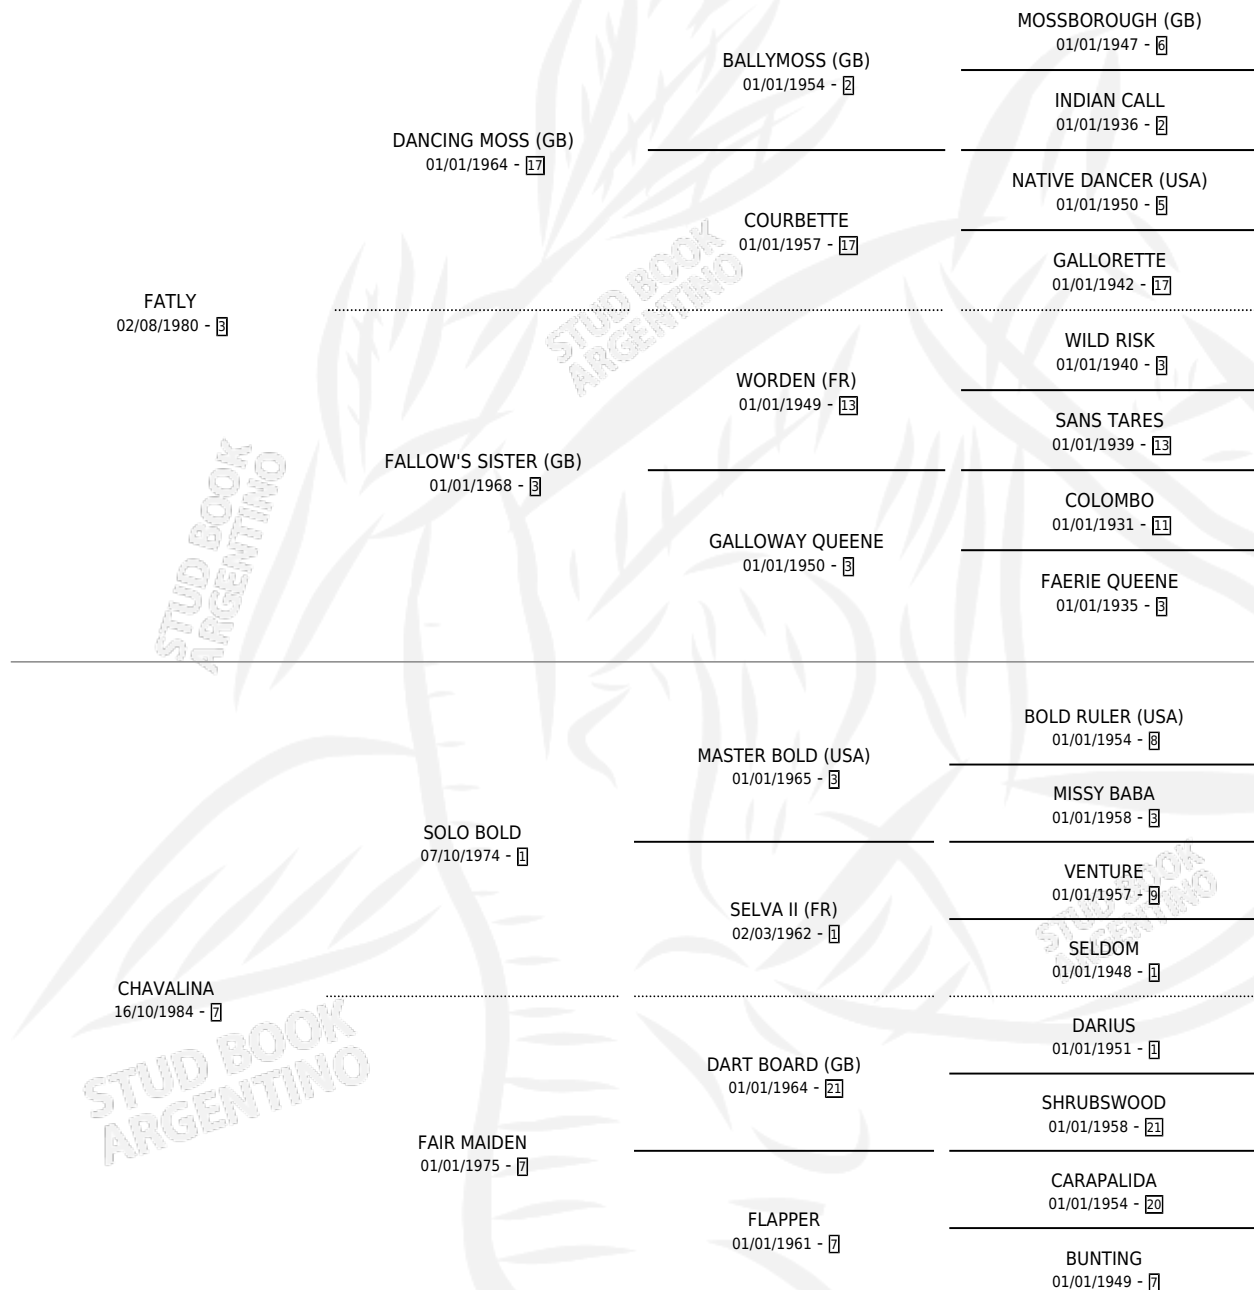 MOSSBOROUGH (GB)
01/01/1947 - 6
BALLYMOSS (GB)
01/01/1954 - 2
INDIAN CALL
01/01/1936 - 2
DANCING MOSS (GB)
01/01/1964 - 17
NATIVE DANCER (USA)
01/01/1950 - 5
COURBETTE
01/01/1957 - 17
GALLORETTE
01/01/1942 - 17
FATLY
02/08/1980 - 3
WILD RISK
01/01/1940 - 3
WORDEN (FR)
01/01/1949 - 13
SANS TARES
01/01/1939 - 13
FALLOW'S SISTER (GB)
01/01/1968 - 3
COLOMBO
01/01/1931 - 11
GALLOWAY QUEENE
01/01/1950 - 3
FAERIE QUEENE
01/01/1935 - 3
STUD BOOK
ARGENTINO
STUD BOOK
ARGENTINO
BOLD RULER (USA)
01/01/1954 - 8
MASTER BOLD (USA)
01/01/1965 - 3
MISSY BABA
01/01/1958 - 3
SOLO BOLD
07/10/1974 - 1
VENTURE
01/01/1957 - 9
SELVA II (FR)
02/03/1962 - 1
SELDOM
01/01/1948 - 1
STUD BOOK
ARGENTINO
CHAVALINA
16/10/1984 - 7
DARIUS
01/01/1951 - 1
DART BOARD (GB)
01/01/1964 - 21
SHRUBSWOOD
01/01/1958 - 21
FAIR MAIDEN
01/01/1975 - 7
CARAPALIDA
01/01/1954 - 20
FLAPPER
01/01/1961 - 7
BUNTING
01/01/1949 - 7
STUD BOOK
ARGENTINO